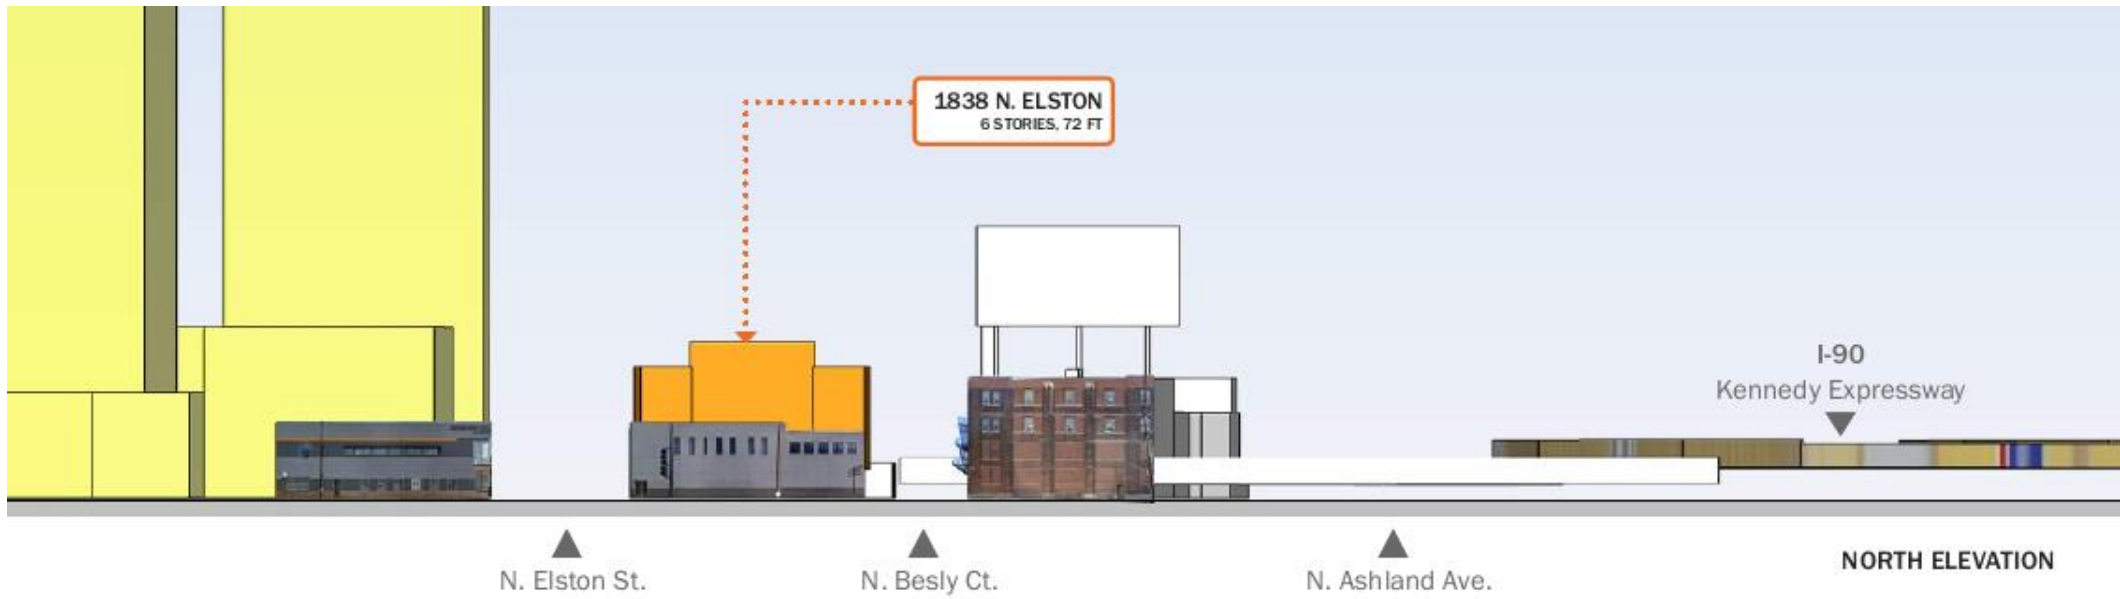 1838 N. ELSTON
6 STORIES, 72 FT
I-90
Kennedy Expressway
N. Elston St.
N. Besly Ct.
N. Ashland Ave.
NORTH ELEVATION